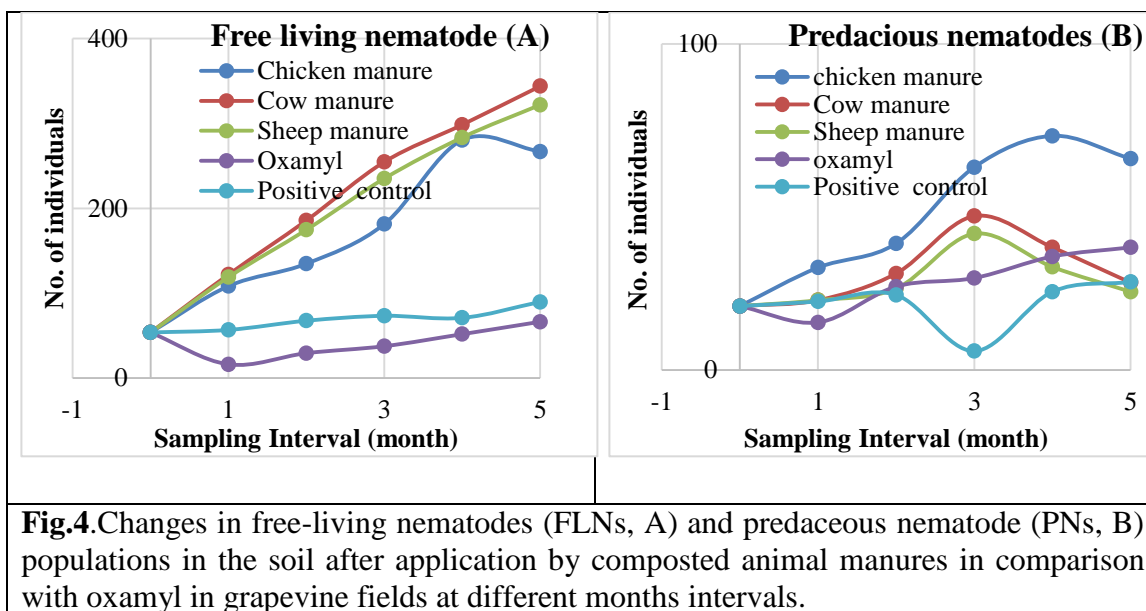 Free living nematode (A)
400
200
0
Chicken manure
Cow manure
Sheep manure
Oxamyl
Positive control
No. of individuals
-1 1 3 5
Sampling Interval (month)
Predacious nematodes (B)
100
0
chicken manure
Cow manure
Sheep manure
oxamyl
Positive control
No. of individuals
-1 1 3 5
Sampling Interval (month)
Fig.4.Changes in free-living nematodes (FLNs, A) and predaceous nematode (PNs, B)
populations in the soil after application by composted animal manures in comparison
with oxamyl in grapevine fields at different months intervals.